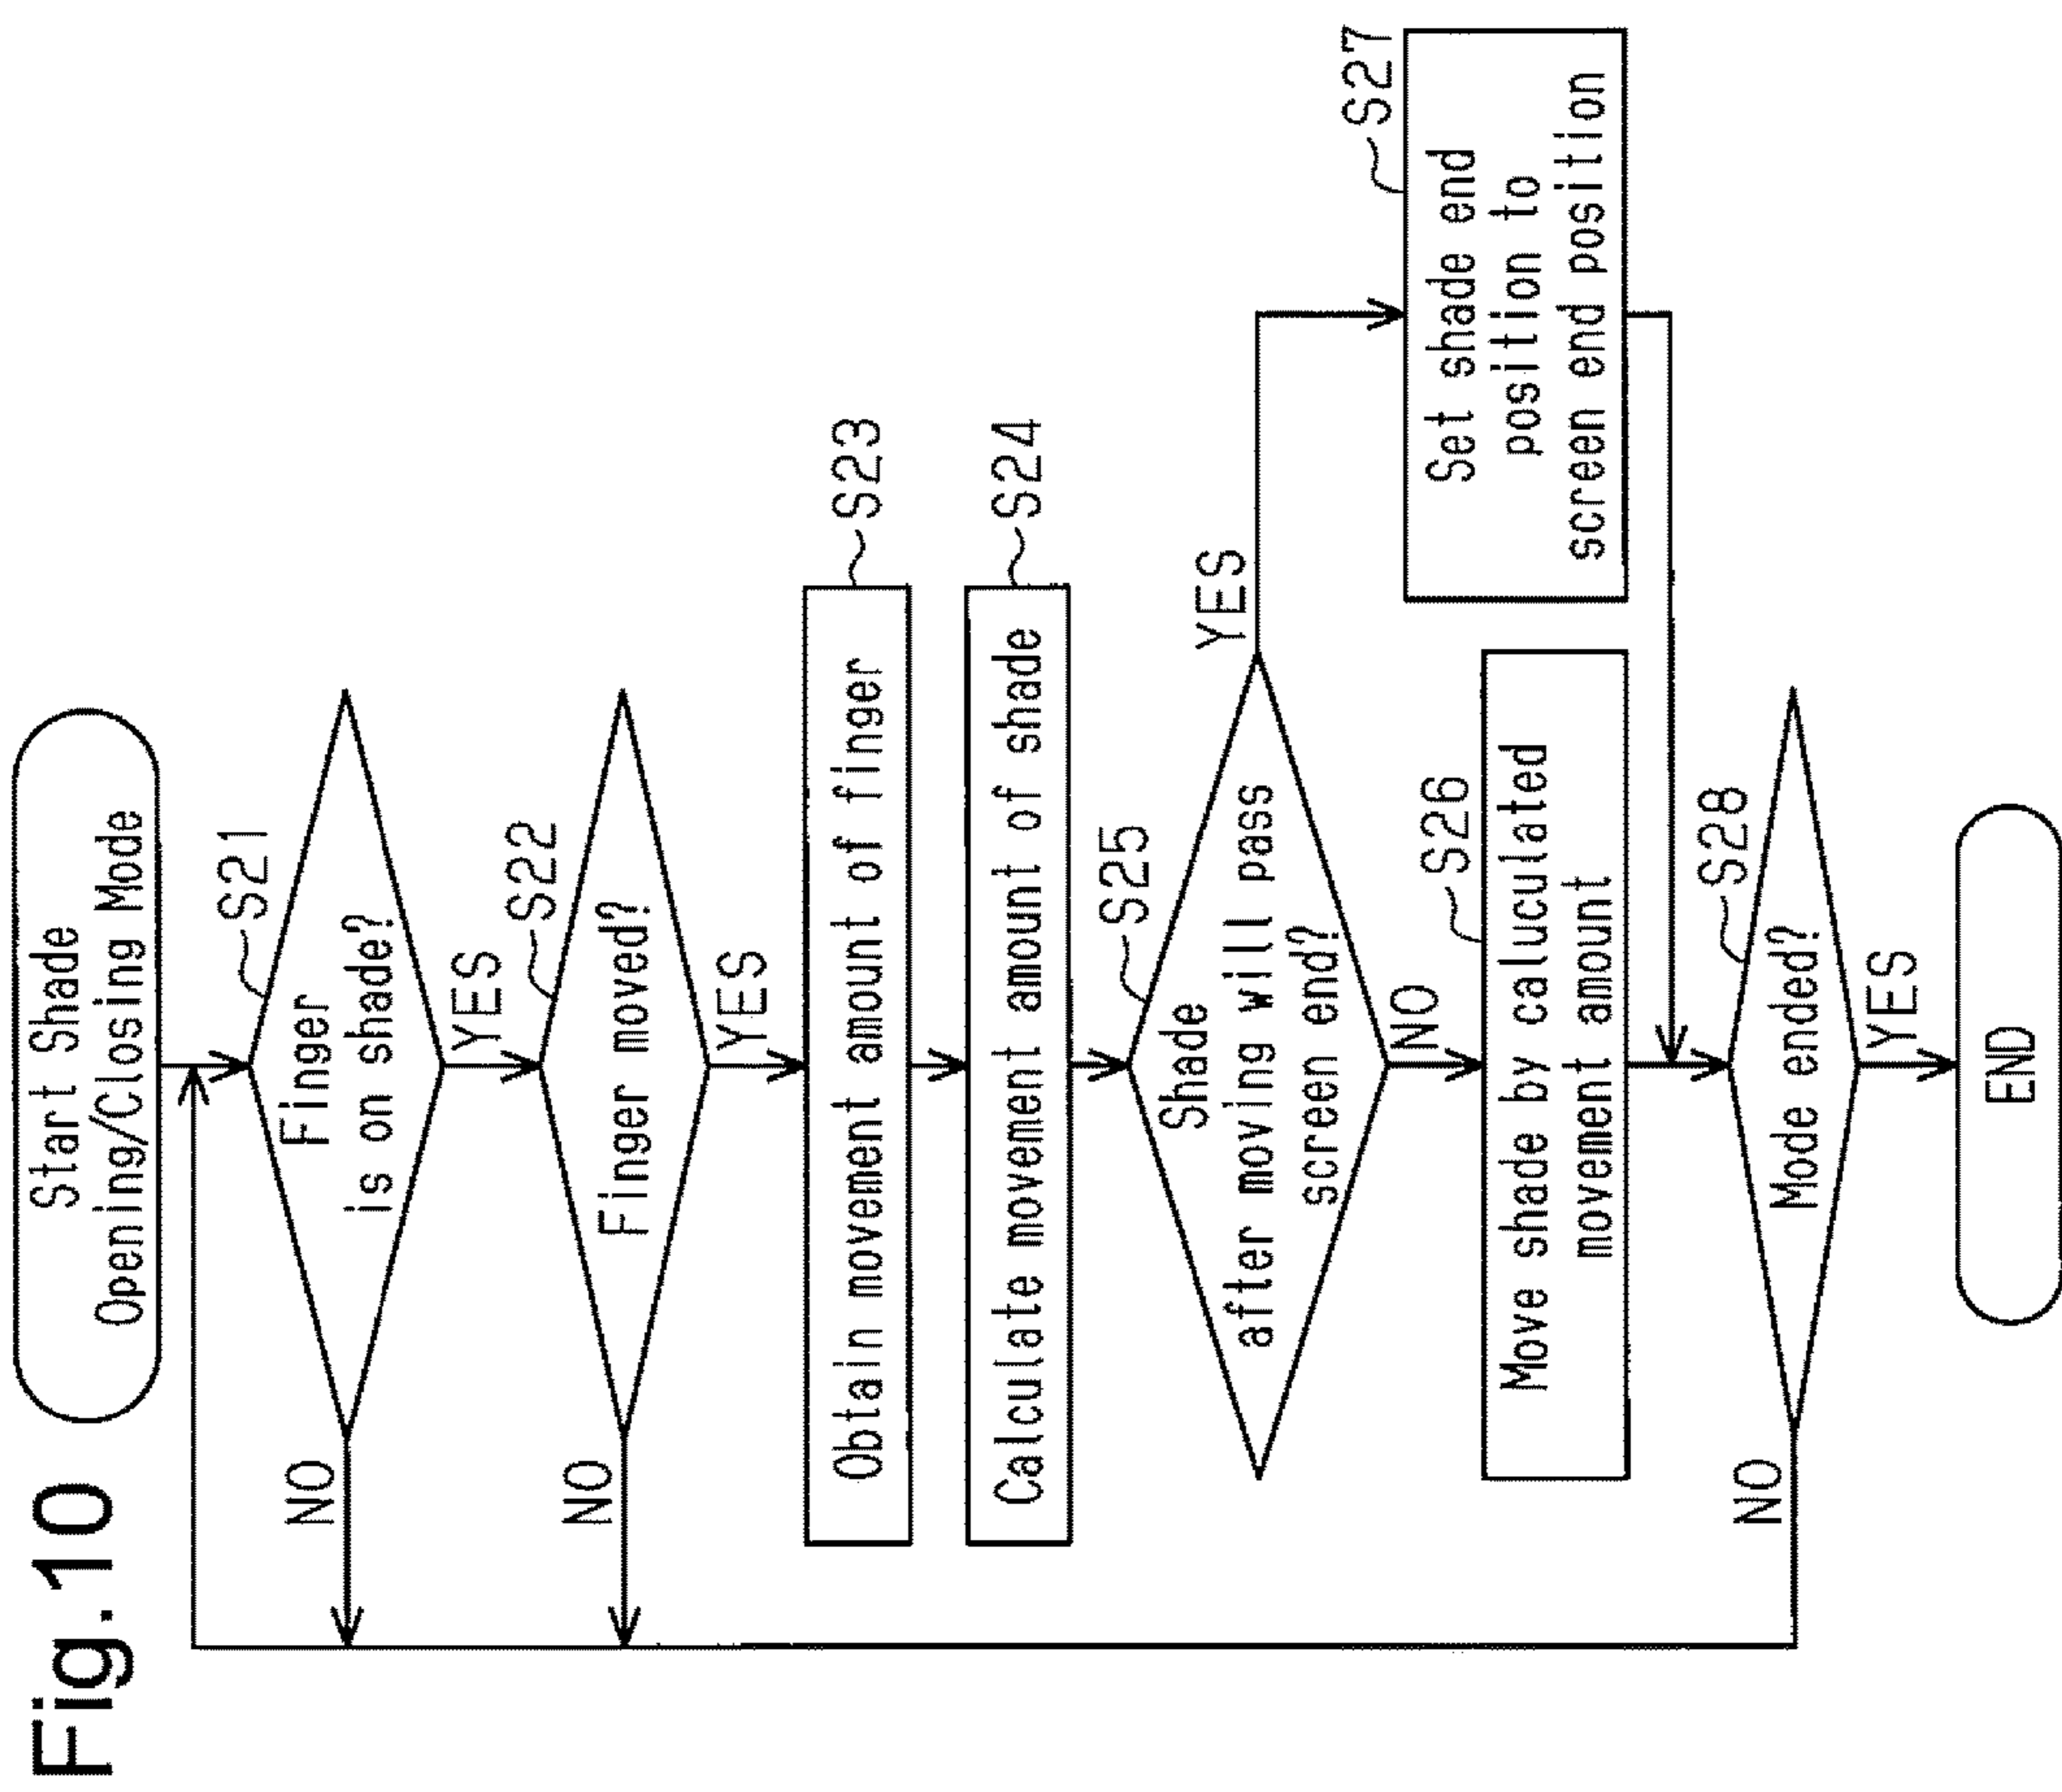 Fig.10
Start Shade
Opening/Closing Mode
S21
Finger
is on shade?
NO
YES
S22
Finger moved?
NO
YES
S23
Obtain movement amount of finger
S24
Calculate movement amount of shade
S25
Shade
after moving will pass
screen end?
YES
NO
S27
Set shade end
position to
screen end position
S26
Move shade by calucurated
movement amount
S28
Mode ended?
NO
YES
END